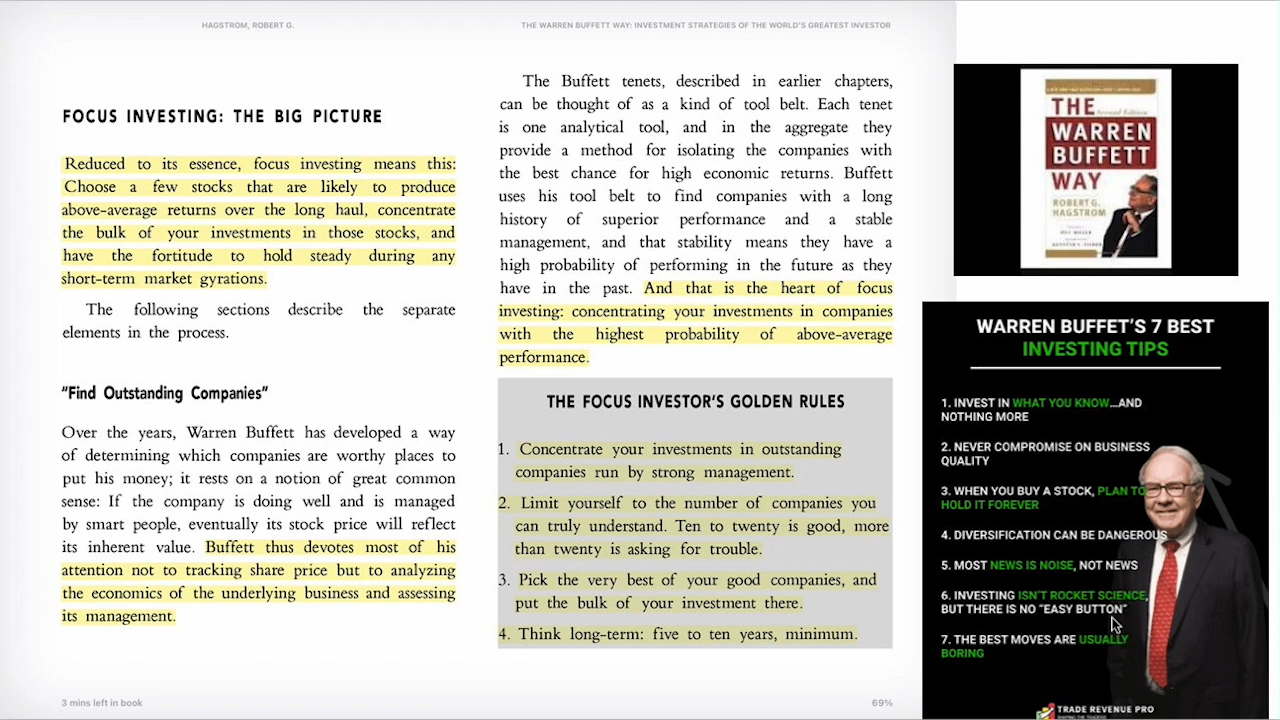 HAGSTROM, ROBERT G.
THE WARREN BUFFETT WAY: INVESTMENT STRATEGIES OF THE WORLD'S GREATEST INVESTOR
FOCUS INVESTING: THE BIG PICTURE
Reduced to its essence, focus investing means this:
Choose a few stocks that are likely to produce
above-average returns over the long haul, concentrate
the bulk of your investments in those stocks, and
have the fortitude to hold steady during any
short-term market gyrations.
The following sections describe the separate
elements in the process.
"Find Outstanding Companies"
Over the years, Warren Buffett has developed a way
of determining which companies are worthy places to
put his money; it rests on a notion of great common
sense: If the company is doing well and is managed
by smart people, eventually its stock price will reflect
its inherent value. Buffett thus devotes most of his
attention not to tracking share price but to analyzing
the economics of the underlying business and assessing
its management.
3 mins left in book
The Buffett tenets, described in earlier chapters,
can be thought of as a kind of tool belt. Each tenet
is one analytical tool, and in the aggregate they
provide a method for isolating the companies with
the best chance for high economic returns. Buffett
uses his tool belt to find companies with a long
history of superior performance and a stable
management, and that stability means they have a
high probability of performing in the future as they
have in the past. And that is the heart of focus
investing: concentrating your investments in companies
with the highest probability of above-average
performance.
THE FOCUS INVESTOR'S GOLDEN RULES
1. Concentrate your investments in outstanding
companies run by strong management.
2. Limit yourself to the number of companies you
can truly understand. Ten to twenty is good, more
than twenty is asking for trouble.
3. Pick the very best of your good companies, and
put the bulk of your investment there.
4. Think long-term: five to ten years, minimum.
69%
THE
Second Edition
WARREN
BUFFETT
WAY
ROBERT G.
HAGSTROM
WARREN BUFFET'S 7 BEST
INVESTING TIPS
1. INVEST IN WHAT YOU KNOW...AND
NOTHING MORE
2. NEVER COMPROMISE ON BUSINESS
QUALITY
3. WHEN YOU BUY A STOCK, PLAN TO
HOLD IT FOREVER
4. DIVERSIFICATION CAN BE DANGEROUS
5. MOST NEWS IS NOISE, NOT NEWS
6. INVESTING ISN'T ROCKET SCIENCE,
BUT THERE IS NO "EASY BUTTON"
7. THE BEST MOVES ARE USUALLY
BORING
TRADE REVENUE PRO